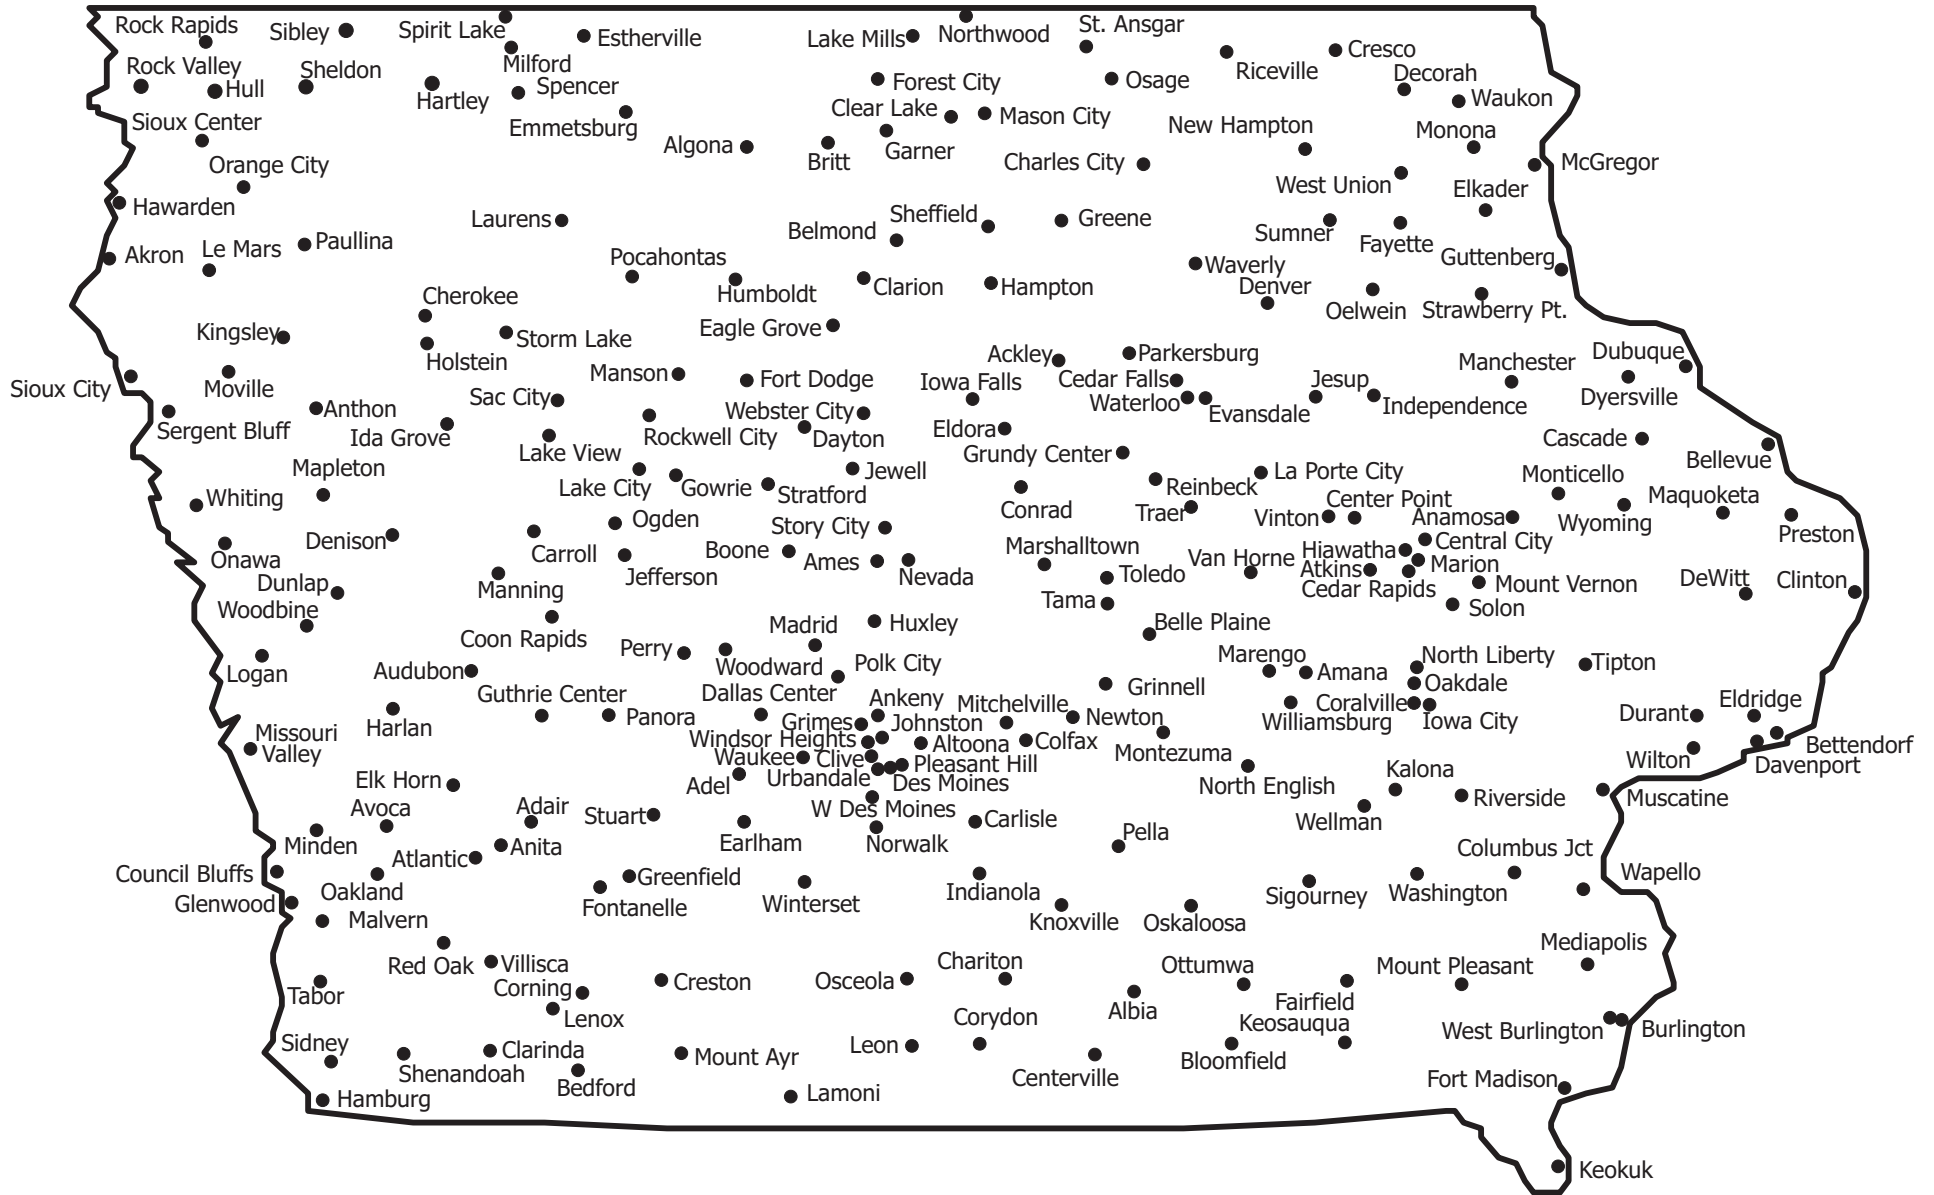 Rock Rapids
Sibley
Spirit Lake
Estherville
Lake Mills
Northwood
St. Ansgar
Cresco
Riceville
Milford
Rock Valley
Hull
Sheldon
Hartley
Spencer
Forest City
Osage
Decorah
Waukon
Sioux Center
Emmetsburg
Clear Lake
Mason City
New Hampton
Monona
Algona
Britt
Garner
Charles City
McGregor
Orange City
West Union
Elkader
Hawarden
Laurens
Belmond
Sheffield
Greene
Sumner
Fayette
Akron
Le Mars
Paullina
Pocahontas
Humboldt
Clarion
Hampton
Waverly
Denver
Guttenberg
Cherokee
Eagle Grove
Oelwein
Strawberry Pt.
Kingsley
Storm Lake
Holstein
Manson
Fort Dodge
Ackley
Parkersburg
Manchester
Dubuque
Sioux City
Moville
Sac City
Iowa Falls
Cedar Falls
Jesup
Dyersville
Sergent Bluff
Anthon
Ida Grove
Rockwell City
Webster City
Dayton
Waterloo
Evansdale
Independence
Lake View
Eldora
Grundy Center
Cascade
Bellevue
Mapleton
Lake City
Gowrie
Stratford
Jewell
Reinbeck
La Porte City
Monticello
Maquoketa
Whiting
Ogden
Story City
Conrad
Traer
Vinton
Center Point
Anamosa
Wyoming
Preston
Onawa
Denison
Carroll
Jefferson
Boone
Ames
Nevada
Marshalltown
Toledo
Van Horne
Hiawatha
Central City
Atkins
Marion
Dunlap
Manning
Tama
Cedar Rapids
Mount Vernon
DeWitt
Clinton
Woodbine
Coon Rapids
Madrid
Huxley
Belle Plaine
Solon
Logan
Audubon
Perry
Woodward
Polk City
Marengo
Amana
North Liberty
Tipton
Guthrie Center
Dallas Center
Grinnell
Oakdale
Harlan
Panora
Grimes
Ankeny
Johnston
Mitchelville
Newton
Williamsburg
Coralville
Iowa City
Durant
Eldridge
Missouri
Valley
Windsor Heights
Altoona
Colfax
Montezuma
Waukee
Clive
Pleasant Hill
Wilton
Bettendorf
Davenport
Elk Horn
Adel
Urbandale
Des Moines
North English
Kalona
Avoca
Adair
Stuart
W Des Moines
Carlisle
Wellman
Riverside
Muscatine
Minden
Earlham
Norwalk
Pella
Atlantic
Anita
Columbus Jct
Council Bluffs
Oakland
Greenfield
Indianola
Sigourney
Washington
Wapello
Glenwood
Malvern
Fontanelle
Winterset
Knoxville
Oskaloosa
Red Oak
Villisca
Corning
Creston
Osceola
Chariton
Ottumwa
Mount Pleasant
Mediapolis
Tabor
Lenox
Corydon
Albia
Fairfield
Keosauqua
West Burlington
Burlington
Sidney
Shenandoah
Clarinda
Bedford
Mount Ayr
Leon
Centerville
Bloomfield
Fort Madison
Hamburg
Lamoni
Keokuk